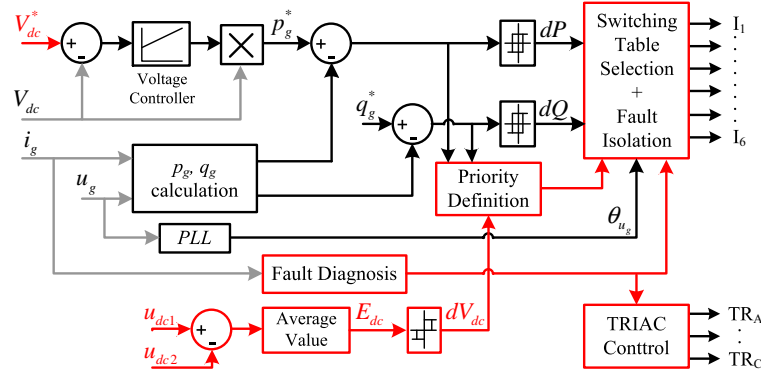 V*dc
Voltage
Controller
p*g
dP
Switching
Table
Selection
+
Fault
Isolation
I1
I6
Vdc
q*g
dQ
ig
pg, qg
calculation
ug
Priority
Definition
PLL
θug
Fault Diagnosis
udc1
udc2
Average
Value
Edc
dVdc
TRIAC
Conttrol
TRA
TRC